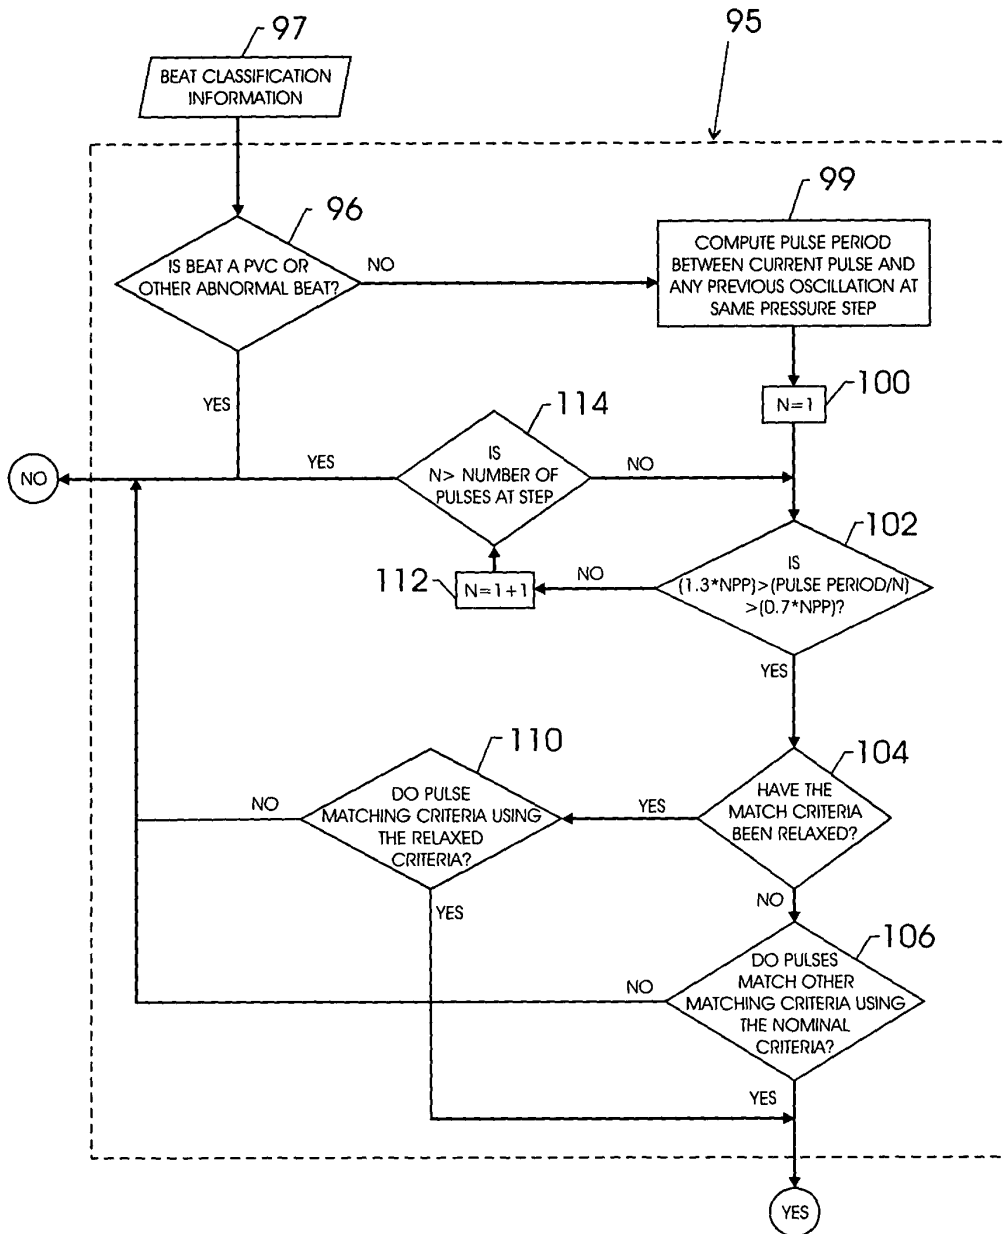 97
BEAT CLASSIFICATION
INFORMATION
95
96
IS BEAT A PVC OR
OTHER ABNORMAL BEAT?
NO
YES
99
COMPUTE PULSE PERIOD
BETWEEN CURRENT PULSE AND
ANY PREVIOUS OSCILLATION AT
SAME PRESSURE STEP
100
N=1
114
IS
N> NUMBER OF
PULSES AT STEP
YES
NO
NO
102
IS
(1.3*NPP)>(PULSE PERIOD/N)
>(0.7*NPP)?
NO
YES
112
N=1+1
104
HAVE THE
MATCH CRITERIA
BEEN RELAXED?
YES
NO
110
DO PULSE
MATCHING CRITERIA USING
THE RELAXED
CRITERIA?
NO
YES
106
DO PULSES
MATCH OTHER
MATCHING CRITERIA USING
THE NOMINAL
CRITERIA?
NO
YES
YES